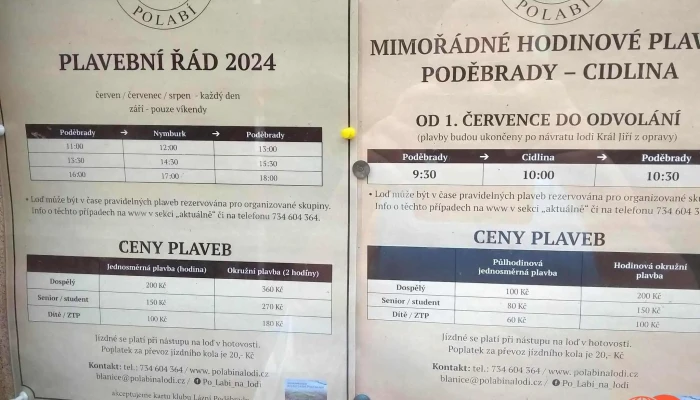 POLABÍ
PLAVEBNÍ ŘÁD 2024
červen / červenec / srpen - každý den
září - pouze víkendy
Poděbrady → Nymburk → Poděbrady
11:00 12:00 13:00
13:30 14:30 15:30
16:00 17:00 18:00
• Loď může být v čase pravidelných plaveb rezervována pro organizované skupiny.
Info o těchto případech na www v sekci „aktuálně“ či na telefonu 734 604 364.
CENY PLAVEB
Jednosměrná plavba (hodina) Okružní plavba (2 hodiny)
Dospělý 200 Kč 360 Kč
Senior / student 150 Kč 270 Kč
Dítě / ZTP 100 Kč 180 Kč
Jízdné se platí při nástupu na loď v hotovosti.
Poplatek za převoz jízdního kola je 20,- Kč
Kontakt: tel.: 734 604 364 / www. polabinalodi.cz
blanice@polabinalodi.cz / Po_Labi_na_lodi
akceptujeme kartu klubu Lázní Poděbrady
POLABÍ
MIMOŘÁDNÉ HODINOVÉ PLAV
PODĚBRADY – CIDLINA
OD 1. ČERVENCE DO ODVOLÁNÍ
(plavby budou ukončeny po návratu lodi Král Jiří z opravy)
Poděbrady → Cidlina → Poděbrady
9:30 10:00 10:30
• Loď může být v čase pravidelných plaveb rezervována pro organizované sku
Info o těchto případech na www v sekci „aktuálně“ či na telefonu 734 604 3
CENY PLAVEB
Půlhodinová jednosměrná plavba Hodinová okružní plavba
Dospělý 100 Kč 200 Kč
Senior / student 80 Kč 150 Kč
Dítě / ZTP 60 Kč 100 Kč
Jízdné se platí při nástupu na loď v hotovosti.
Poplatek za převoz jízdního kola je 20,- Kč
Kontakt: tel.: 734 604 364 / www. polabinalodi.cz
blanice@polabinalodi.cz / Po_Labi_na_lodi